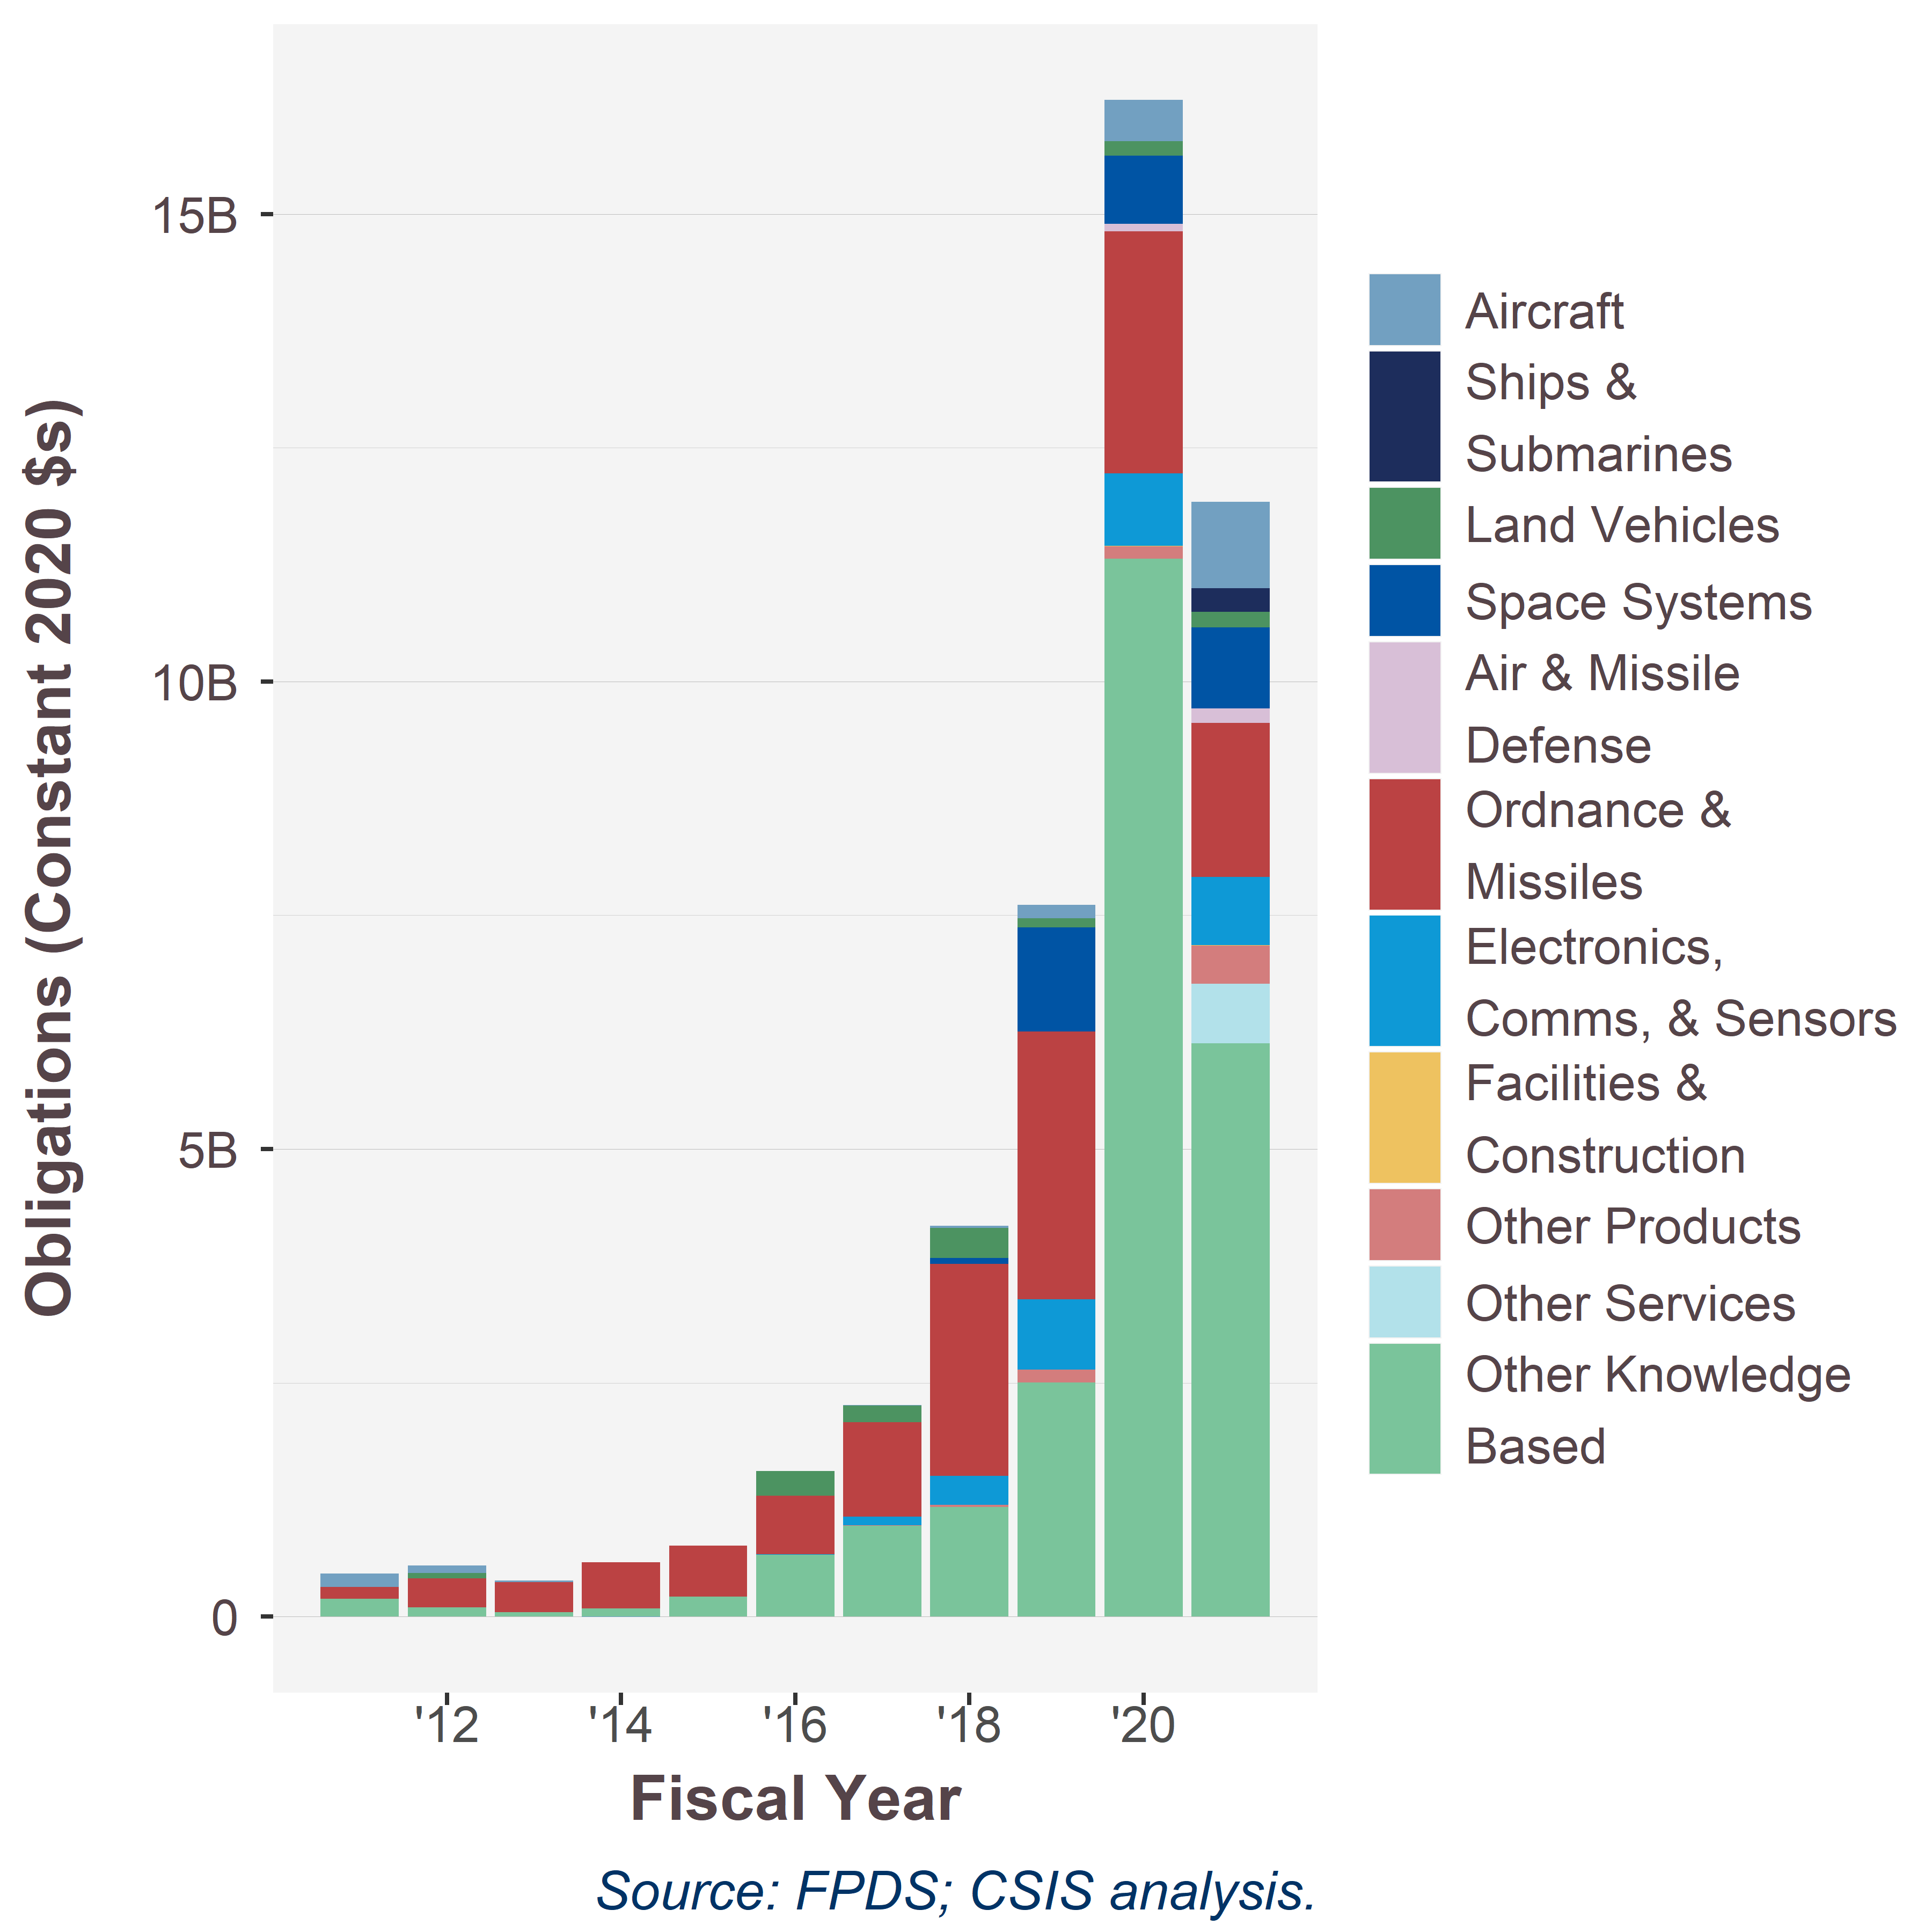 Obligations (Constant 2020 $s)
15B
10B
5B
0
'12
'14
'16
'18
'20
Fiscal Year
Aircraft
Ships &
Submarines
Land Vehicles
Space Systems
Air & Missile
Defense
Ordnance &
Missiles
Electronics,
Comms, & Sensors
Facilities &
Construction
Other Products
Other Services
Other Knowledge
Based
Source: FPDS; CSIS analysis.